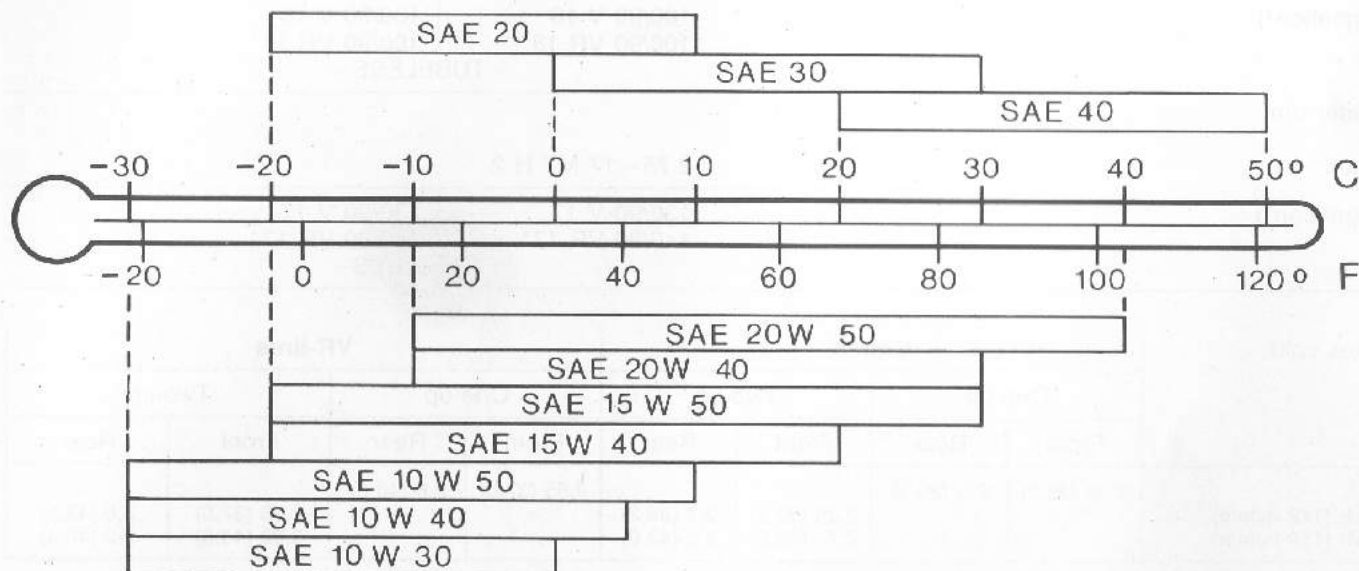 SAE 20
SAE 30
SAE 40
-30 -20 -10 0 10 20 30 40 50° C
-20 0 20 40 60 80 100 120° F
SAE 20W 50
SAE 20W 40
SAE 15 W 50
SAE 15W 40
SAE 10 W 50
SAE 10 W 40
SAE 10 W 30